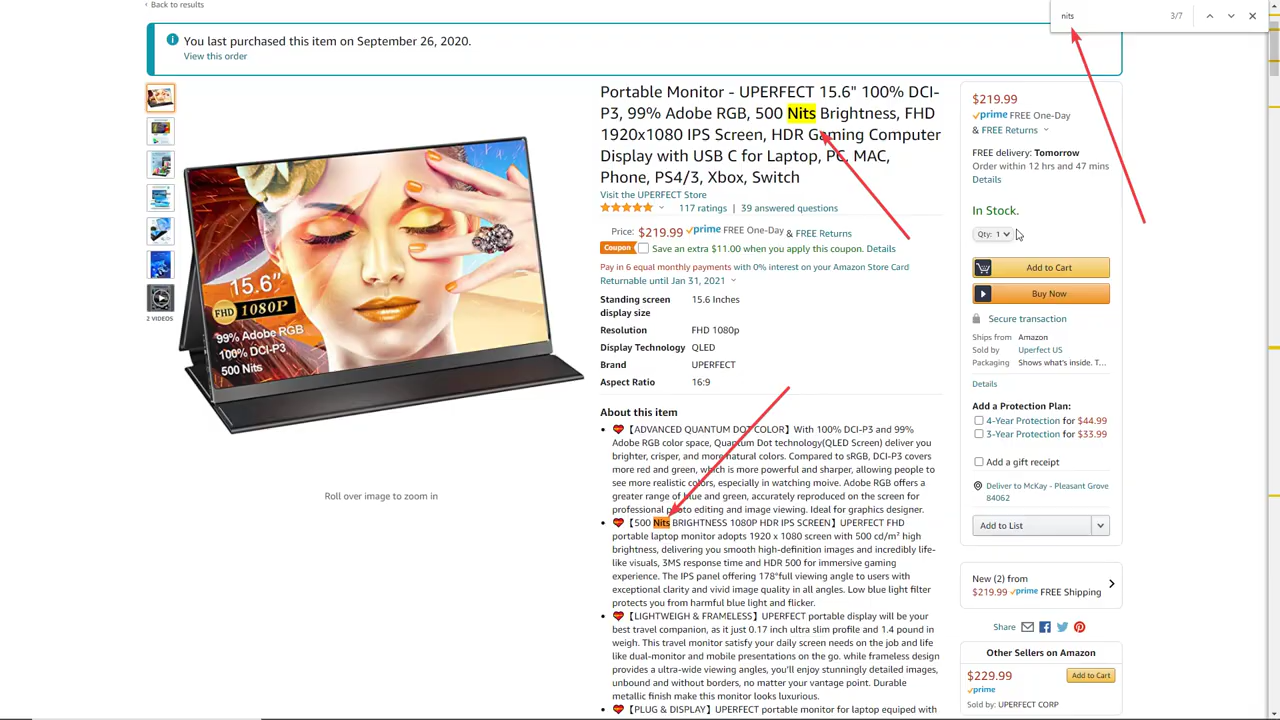 ‹ Back to results
nits
3/7
You last purchased this item on September 26, 2020.
View this order
2 VIDEOS
15.6"
FHD 1080P
99% Adobe RGB
100% DCI-P3
500 Nits
Roll over image to zoom in
Portable Monitor - UPERFECT 15.6" 100% DCI-
P3, 99% Adobe RGB, 500 Nits Brightness, FHD
1920x1080 IPS Screen, HDR Gaming Computer
Display with USB C for Laptop, PC, MAC,
Phone, PS4/3, Xbox, Switch
Visit the UPERFECT Store
117 ratings | 39 answered questions
Price: $219.99 prime FREE One-Day & FREE Returns
Coupon Save an extra $11.00 when you apply this coupon. Details
Pay in 6 equal monthly payments with 0% interest on your Amazon Store Card
Returnable until Jan 31, 2021
Standing screen 15.6 Inches
display size
Resolution FHD 1080p
Display Technology QLED
Brand UPERFECT
Aspect Ratio 16:9
About this item
• 【ADVANCED QUANTUM DOT COLOR】With 100% DCI-P3 and 99%
Adobe RGB color space, Quantum Dot technology(QLED Screen) deliver you
brighter, crisper, and more natural colors. Compared to sRGB, DCI-P3 covers
more red and green, which is more powerful and sharper, allowing people to
see more realistic colors, especially in watching moive. Adobe RGB offers a
greater range of blue and green, accurately reproduced on the screen for
professional photo editing and image viewing. Ideal for graphics designer.
• 【500 Nits BRIGHTNESS 1080P HDR IPS SCREEN】UPERFECT FHD
portable laptop monitor adopts 1920 x 1080 screen with 500 cd/m² high
brightness, delivering you smooth high-definition images and incredibly life-
like visuals, 3MS response time and HDR 500 for immersive gaming
experience. The IPS panel offering 178°full viewing angle to users with
exceptional clarity and vivid image quality in all angles. Low blue light filter
protects you from harmful blue light and flicker.
• 【LIGHTWEIGH & FRAMELESS】UPERFECT portable display will be your
best travel companion, as it just 0.17 inch ultra slim profile and 1.4 pound in
weigh. This travel monitor satisfy your daily screen needs on the job and life
like dual-monitor and mobile presentations on the go. while frameless design
provides a ultra-wide viewing angles, you'll enjoy stunningly detailed images,
unbound and without borders, no matter your vantage point. Durable
metallic finish make this monitor looks luxurious.
• 【PLUG & DISPLAY】UPERFECT portable monitor for laptop equiped with
$219.99
prime FREE One-Day
& FREE Returns
FREE delivery: Tomorrow
Order within 12 hrs and 47 mins
Details
In Stock.
Qty: 1
Add to Cart
Buy Now
Secure transaction
Ships from Amazon
Sold by Uperfect US
Packaging Shows what's inside. T...
Details
Add a Protection Plan:
4-Year Protection for $44.99
3-Year Protection for $33.99
Add a gift receipt
Deliver to McKay - Pleasant Grove
84062
Add to List
New (2) from
$219.99 prime FREE Shipping
Share
Other Sellers on Amazon
$229.99 Add to Cart
prime
Sold by: UPERFECT CORP